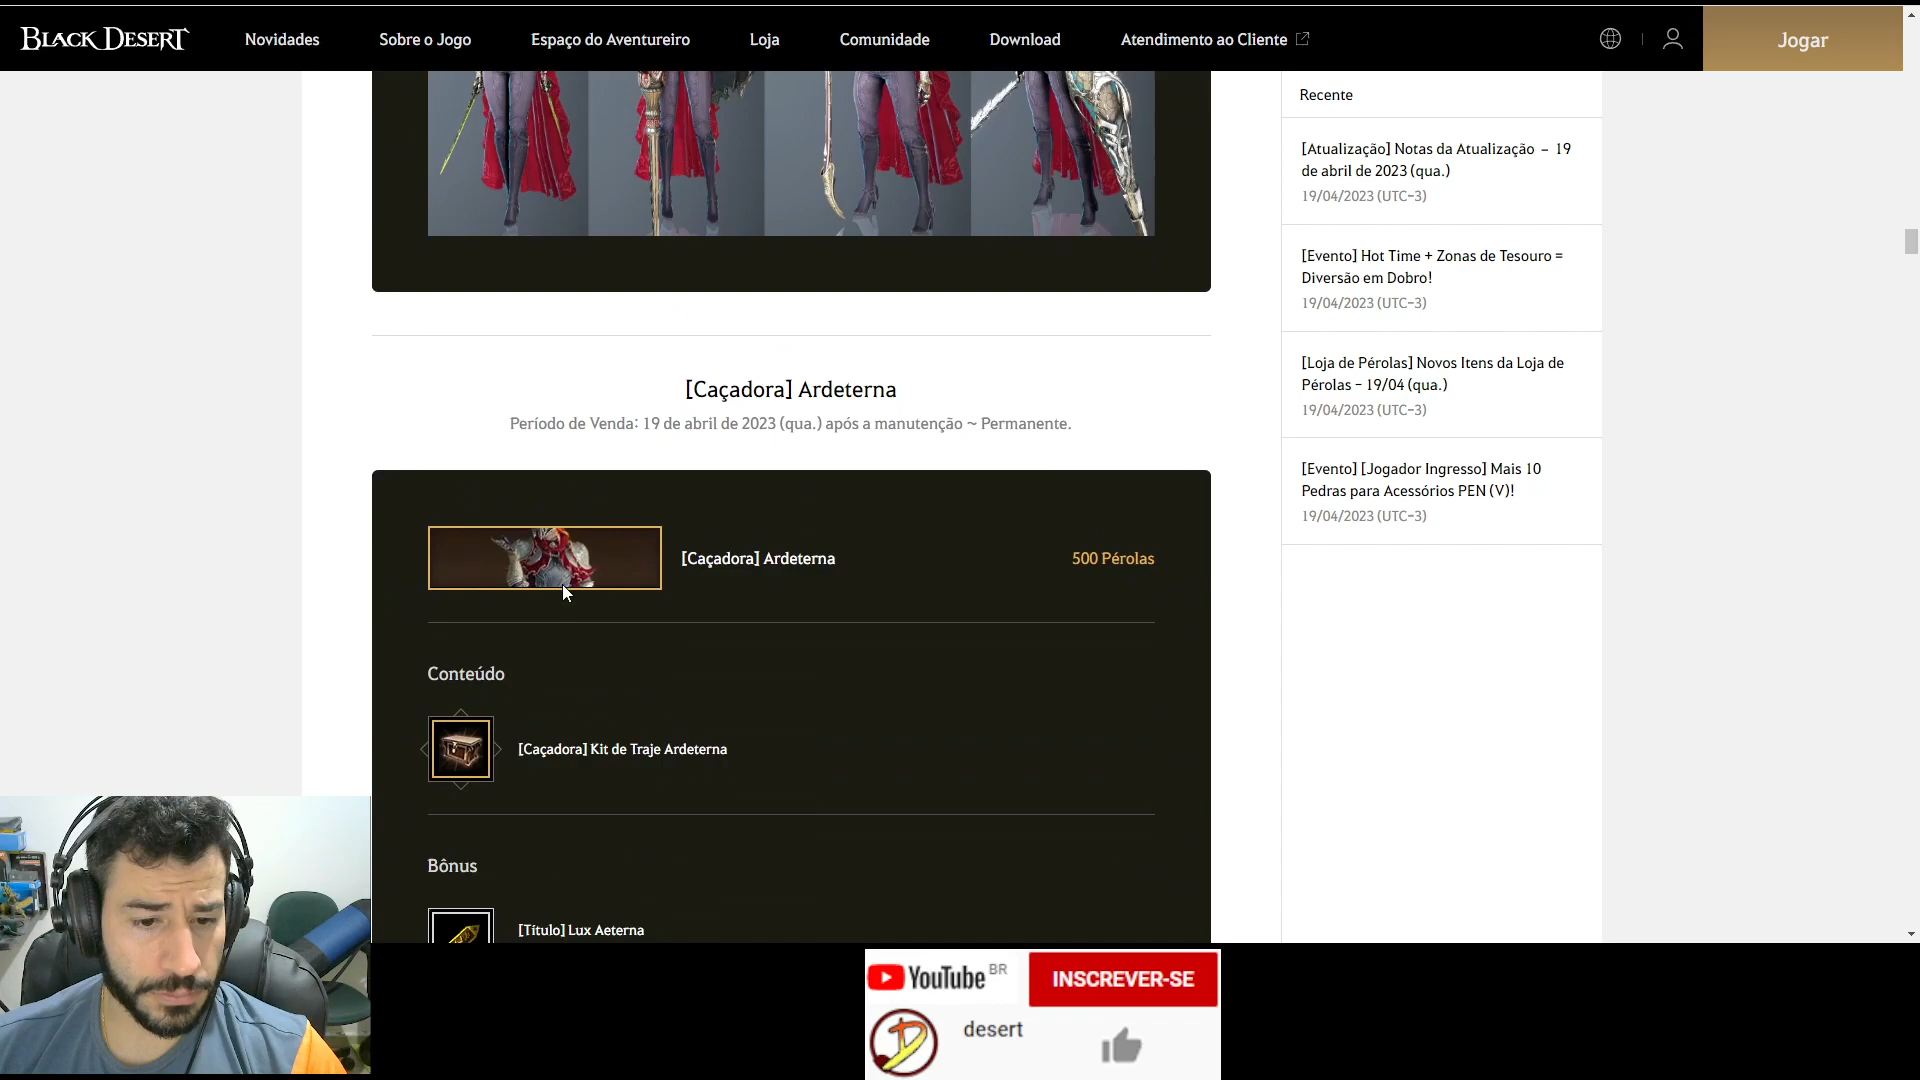 BLACK DESERT
Novidades
Sobre o Jogo
Espaço do Aventureiro
Loja
Comunidade
Download
Atendimento ao Cliente
Jogar
[Caçadora] Ardeterna
Período de Venda: 19 de abril de 2023 (qua.) após a manutenção ~ Permanente.
[Caçadora] Ardeterna
500 Pérolas
Conteúdo
[Caçadora] Kit de Traje Ardeterna
Bônus
[Título] Lux Aeterna
Recente
[Atualização] Notas da Atualização – 19
de abril de 2023 (qua.)
19/04/2023 (UTC-3)
[Evento] Hot Time + Zonas de Tesouro =
Diversão em Dobro!
19/04/2023 (UTC-3)
[Loja de Pérolas] Novos Itens da Loja de
Pérolas - 19/04 (qua.)
19/04/2023 (UTC-3)
[Evento] [Jogador Ingresso] Mais 10
Pedras para Acessórios PEN (V)!
19/04/2023 (UTC-3)
YouTube BR
INSCREVER-SE
desert